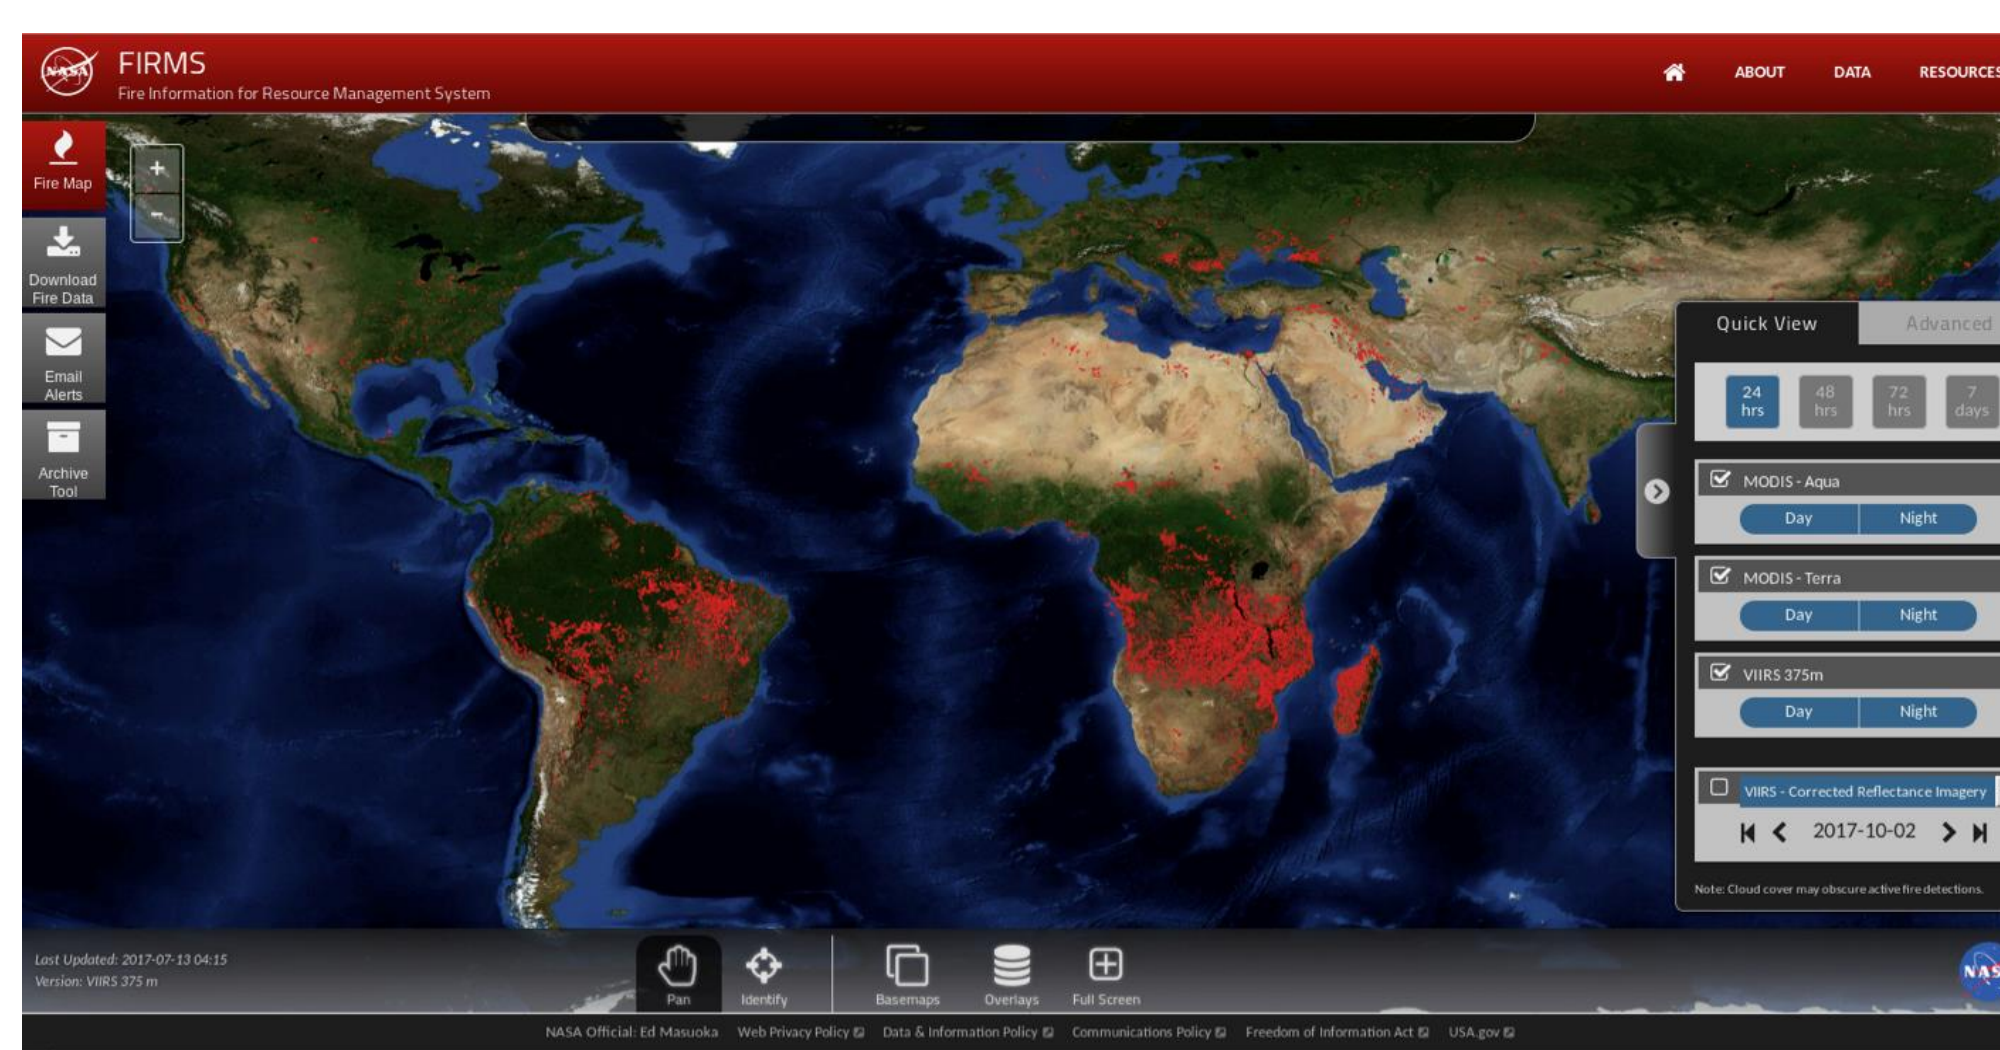 NASA
FIRMS
Fire Information for Resource Management System
ABOUT
DATA
RESOURCES
Fire Map
+
-
Download
Fire Data
Email
Alerts
Archive
Tool
Quick View
Advanced
24
hrs
48
hrs
72
hrs
7
days
MODIS - Aqua
Day
Night
MODIS - Terra
Day
Night
VIIRS 375m
Day
Night
VIIRS - Corrected Reflectance Imagery
2017-10-02
Note: Cloud cover may obscure active fire detections.
Last Updated: 2017-07-13 04:15
Version: VIIRS 375 m
Pan
Identify
Basemaps
Overlays
Full Screen
NAS
NASA Official: Ed Masuoka
Web Privacy Policy
Data & Information Policy
Communications Policy
Freedom of Information Act
USA.gov